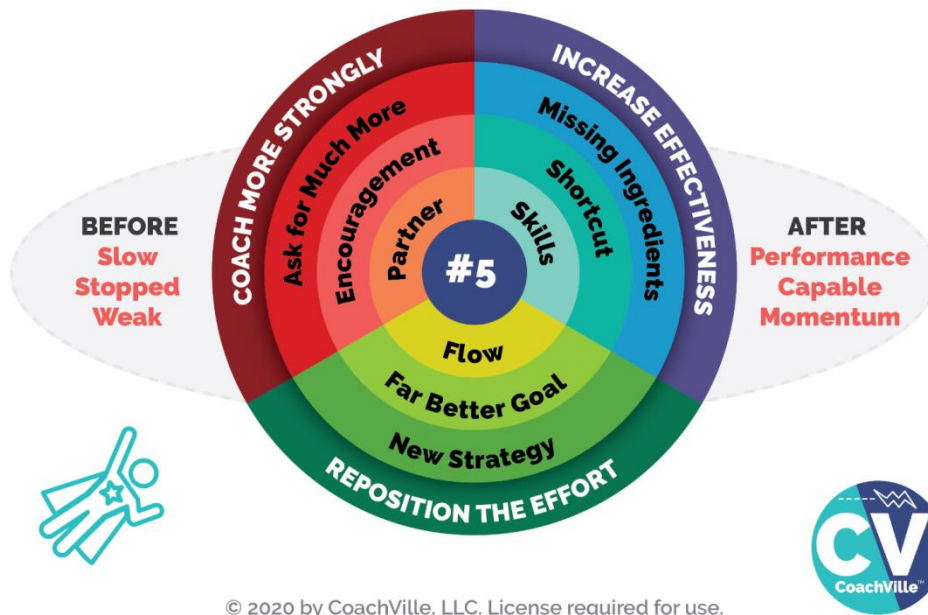 COACH MORE STRONGLY
Ask for Much More
Encouragement
Partner
INCREASE EFFECTIVENESS
Missing Ingredients
Shortcut
Skills
#5
BEFORE
Slow
Stopped
Weak
AFTER
Performance
Capable
Momentum
Flow
Far Better Goal
New Strategy
REPOSITION THE EFFORT
CV
CoachVille™
© 2020 by CoachVille, LLC. License required for use.